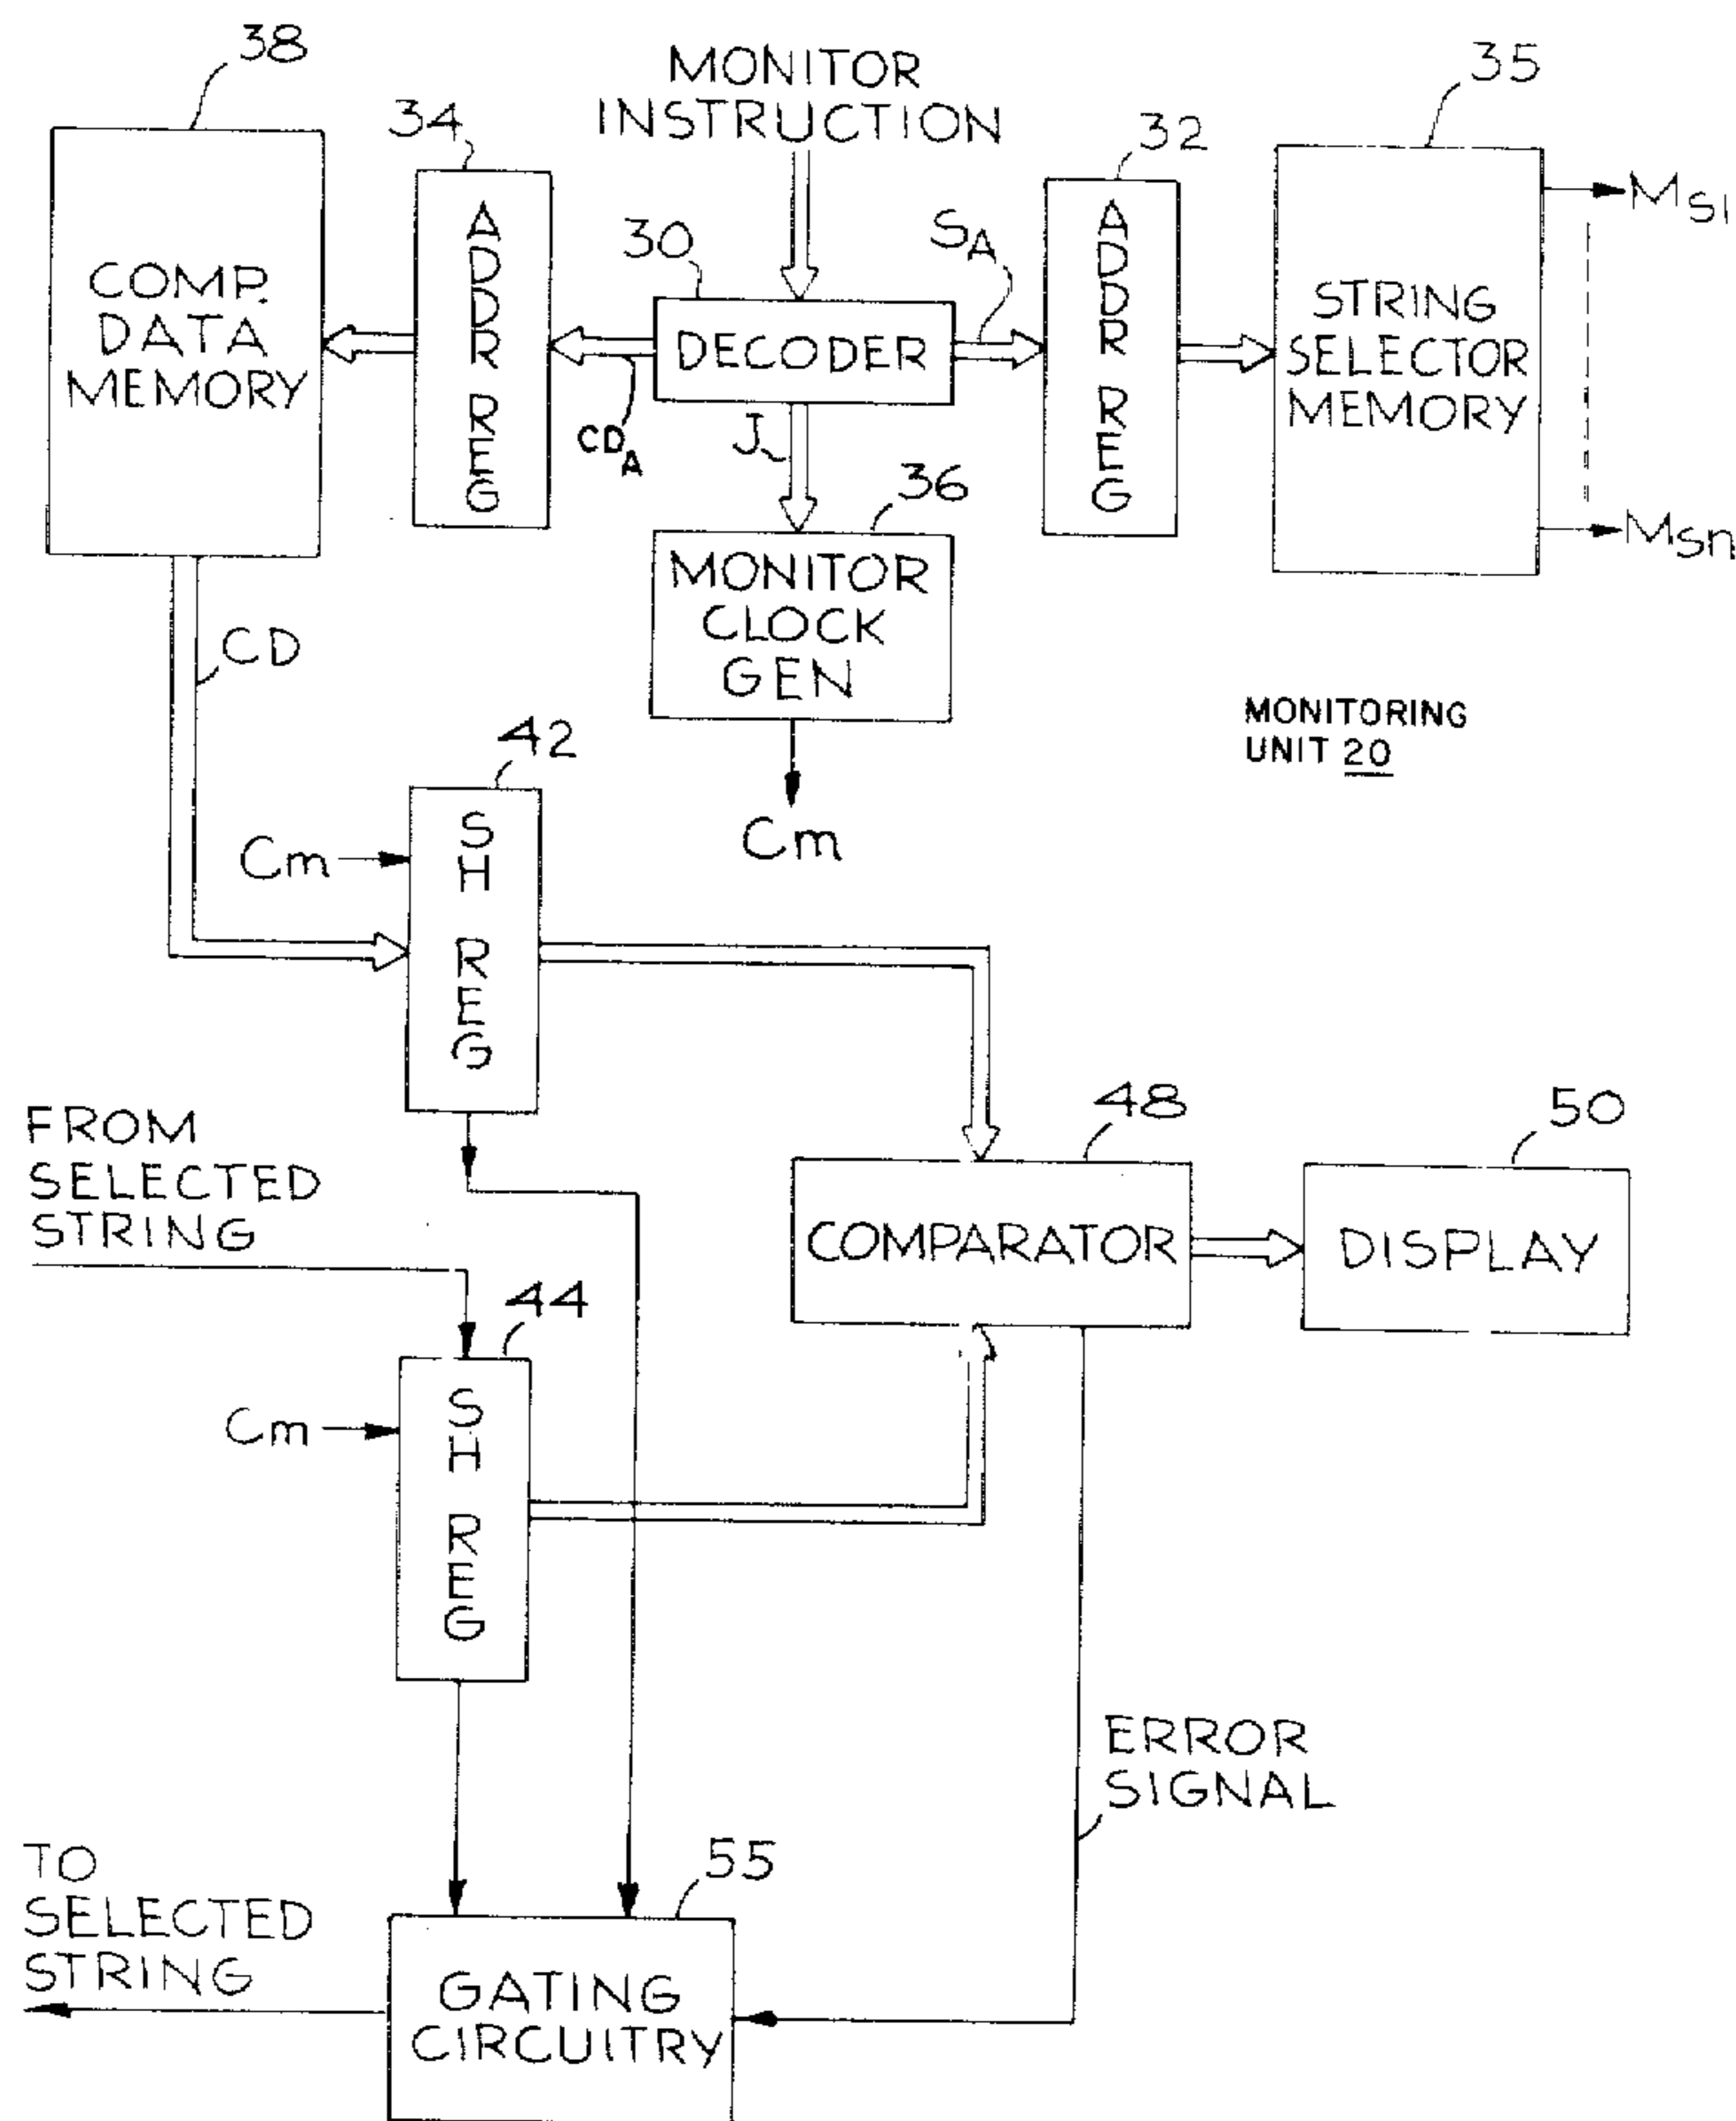 38
MONITOR
INSTRUCTION
35
34
32
30
SA
MS1
COMP.
DATA
MEMORY
ADDR REG
DECODER
ADDR REG
STRING
SELECTOR
MEMORY
CDA
J
36
MSn
MONITOR
CLOCK
GEN
CD
MONITORING
UNIT 20
42
Cm
Cm
SH REG
FROM
SELECTED
STRING
48
50
COMPARATOR
DISPLAY
44
Cm
SH REG
ERROR
SIGNAL
TO
SELECTED
STRING
55
GATING
CIRCUITRY